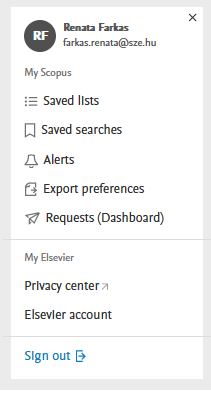 RF
Renata Farkas
farkas.renata@sze.hu
My Scopus
Saved lists
Saved searches
Alerts
Export preferences
Requests (Dashboard)
My Elsevier
Privacy center
Elsevier account
Sign out